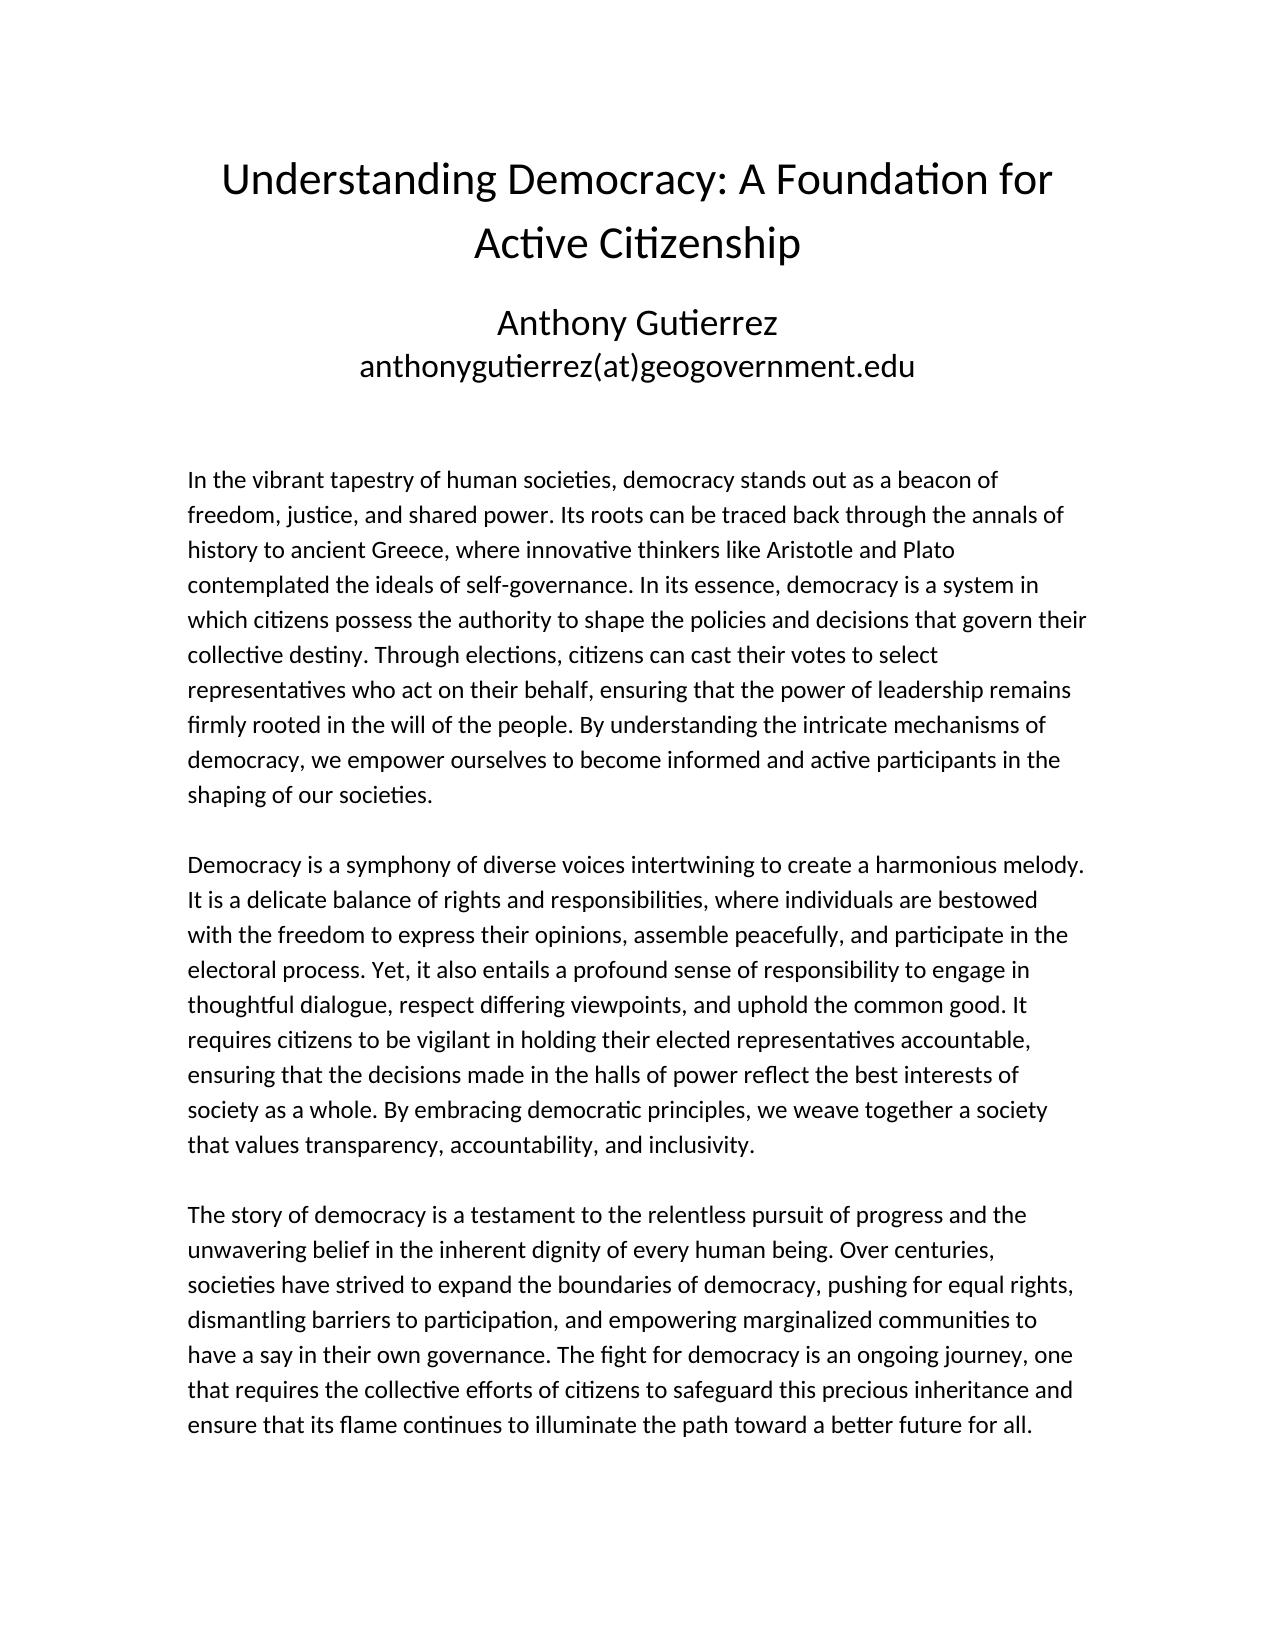 Understanding Democracy: A Foundation for
Active Citizenship
Anthony Gutierrez
anthonygutierrez(at)geogovernment.edu
In the vibrant tapestry of human societies, democracy stands out as a beacon of
freedom, justice, and shared power. Its roots can be traced back through the annals of
history to ancient Greece, where innovative thinkers like Aristotle and Plato
contemplated the ideals of self-governance. In its essence, democracy is a system in
which citizens possess the authority to shape the policies and decisions that govern their
collective destiny. Through elections, citizens can cast their votes to select
representatives who act on their behalf, ensuring that the power of leadership remains
firmly rooted in the will of the people. By understanding the intricate mechanisms of
democracy, we empower ourselves to become informed and active participants in the
shaping of our societies.
Democracy is a symphony of diverse voices intertwining to create a harmonious melody.
It is a delicate balance of rights and responsibilities, where individuals are bestowed
with the freedom to express their opinions, assemble peacefully, and participate in the
electoral process. Yet, it also entails a profound sense of responsibility to engage in
thoughtful dialogue, respect differing viewpoints, and uphold the common good. It
requires citizens to be vigilant in holding their elected representatives accountable,
ensuring that the decisions made in the halls of power reflect the best interests of
society as a whole. By embracing democratic principles, we weave together a society
that values transparency, accountability, and inclusivity.
The story of democracy is a testament to the relentless pursuit of progress and the
unwavering belief in the inherent dignity of every human being. Over centuries,
societies have strived to expand the boundaries of democracy, pushing for equal rights,
dismantling barriers to participation, and empowering marginalized communities to
have a say in their own governance. The fight for democracy is an ongoing journey, one
that requires the collective efforts of citizens to safeguard this precious inheritance and
ensure that its flame continues to illuminate the path toward a better future for all.